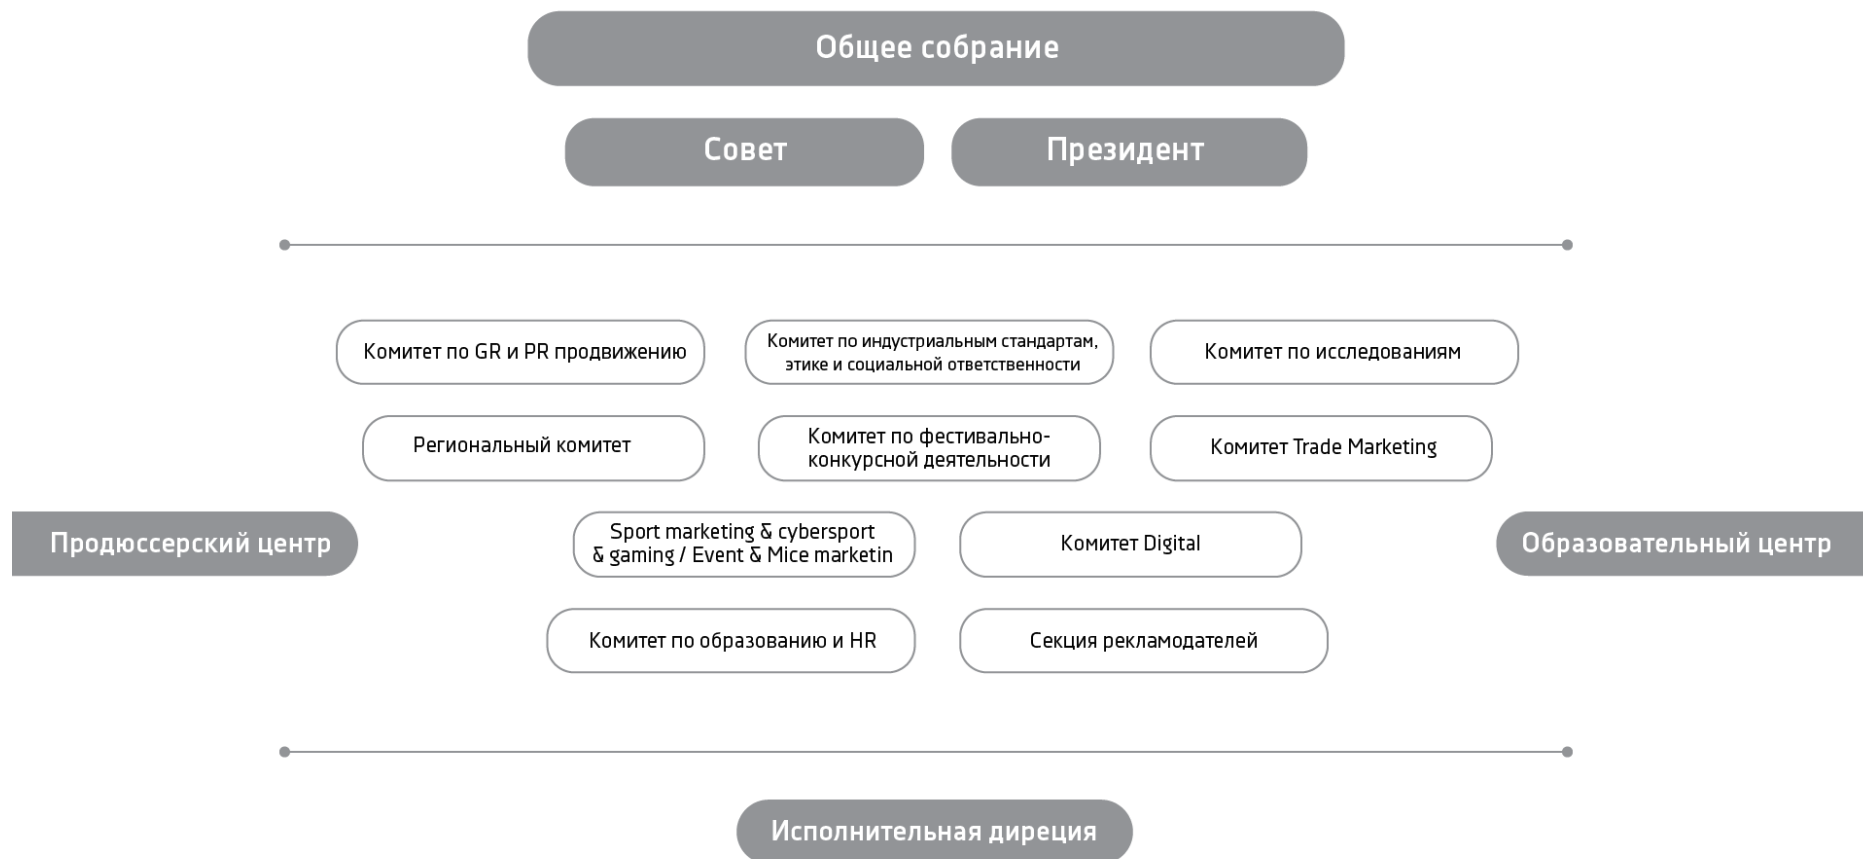 Общее собрание
Совет
Президент
Комитет по GR и PR продвижению
Комитет по индустриальным стандартам,
этике и социальной ответственности
Комитет по исследованиям
Региональный комитет
Комитет по фестивально-
конкурсной деятельности
Комитет Trade Marketing
Продюссерский центр
Sport marketing & cybersport
& gaming / Event & Mice marketin
Комитет Digital
Образовательный центр
Комитет по образованию и HR
Секция рекламодателей
Исполнительная диреция